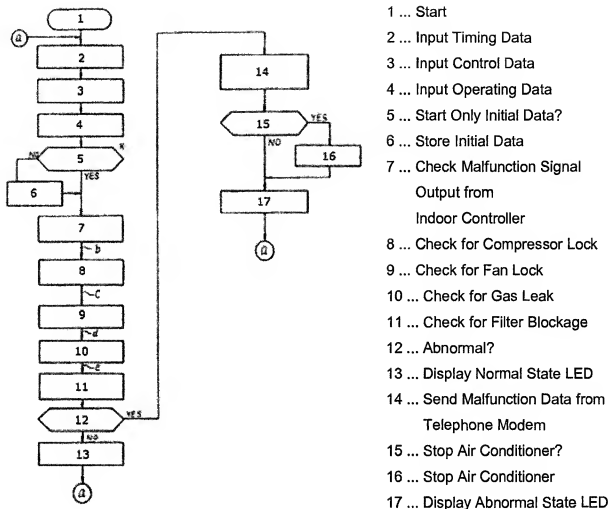 1
a
2
3
4
5
NO
YES
6
7
b
8
C
9
d
10
e
11
12
YES
NO
13
a
14
15
YES
NO
16
17
a
1 ... Start
2 ... Input Timing Data
3 ... Input Control Data
4 ... Input Operating Data
5 ... Start Only Initial Data?
6 ... Store Initial Data
7 ... Check Malfunction Signal
Output from
Indoor Controller
8 ... Check for Compressor Lock
9 ... Check for Fan Lock
10 ... Check for Gas Leak
11 ... Check for Filter Blockage
12 ... Abnormal?
13 ... Display Normal State LED
14 ... Send Malfunction Data from
Telephone Modem
15 ... Stop Air Conditioner?
16 ... Stop Air Conditioner
17 ... Display Abnormal State LED